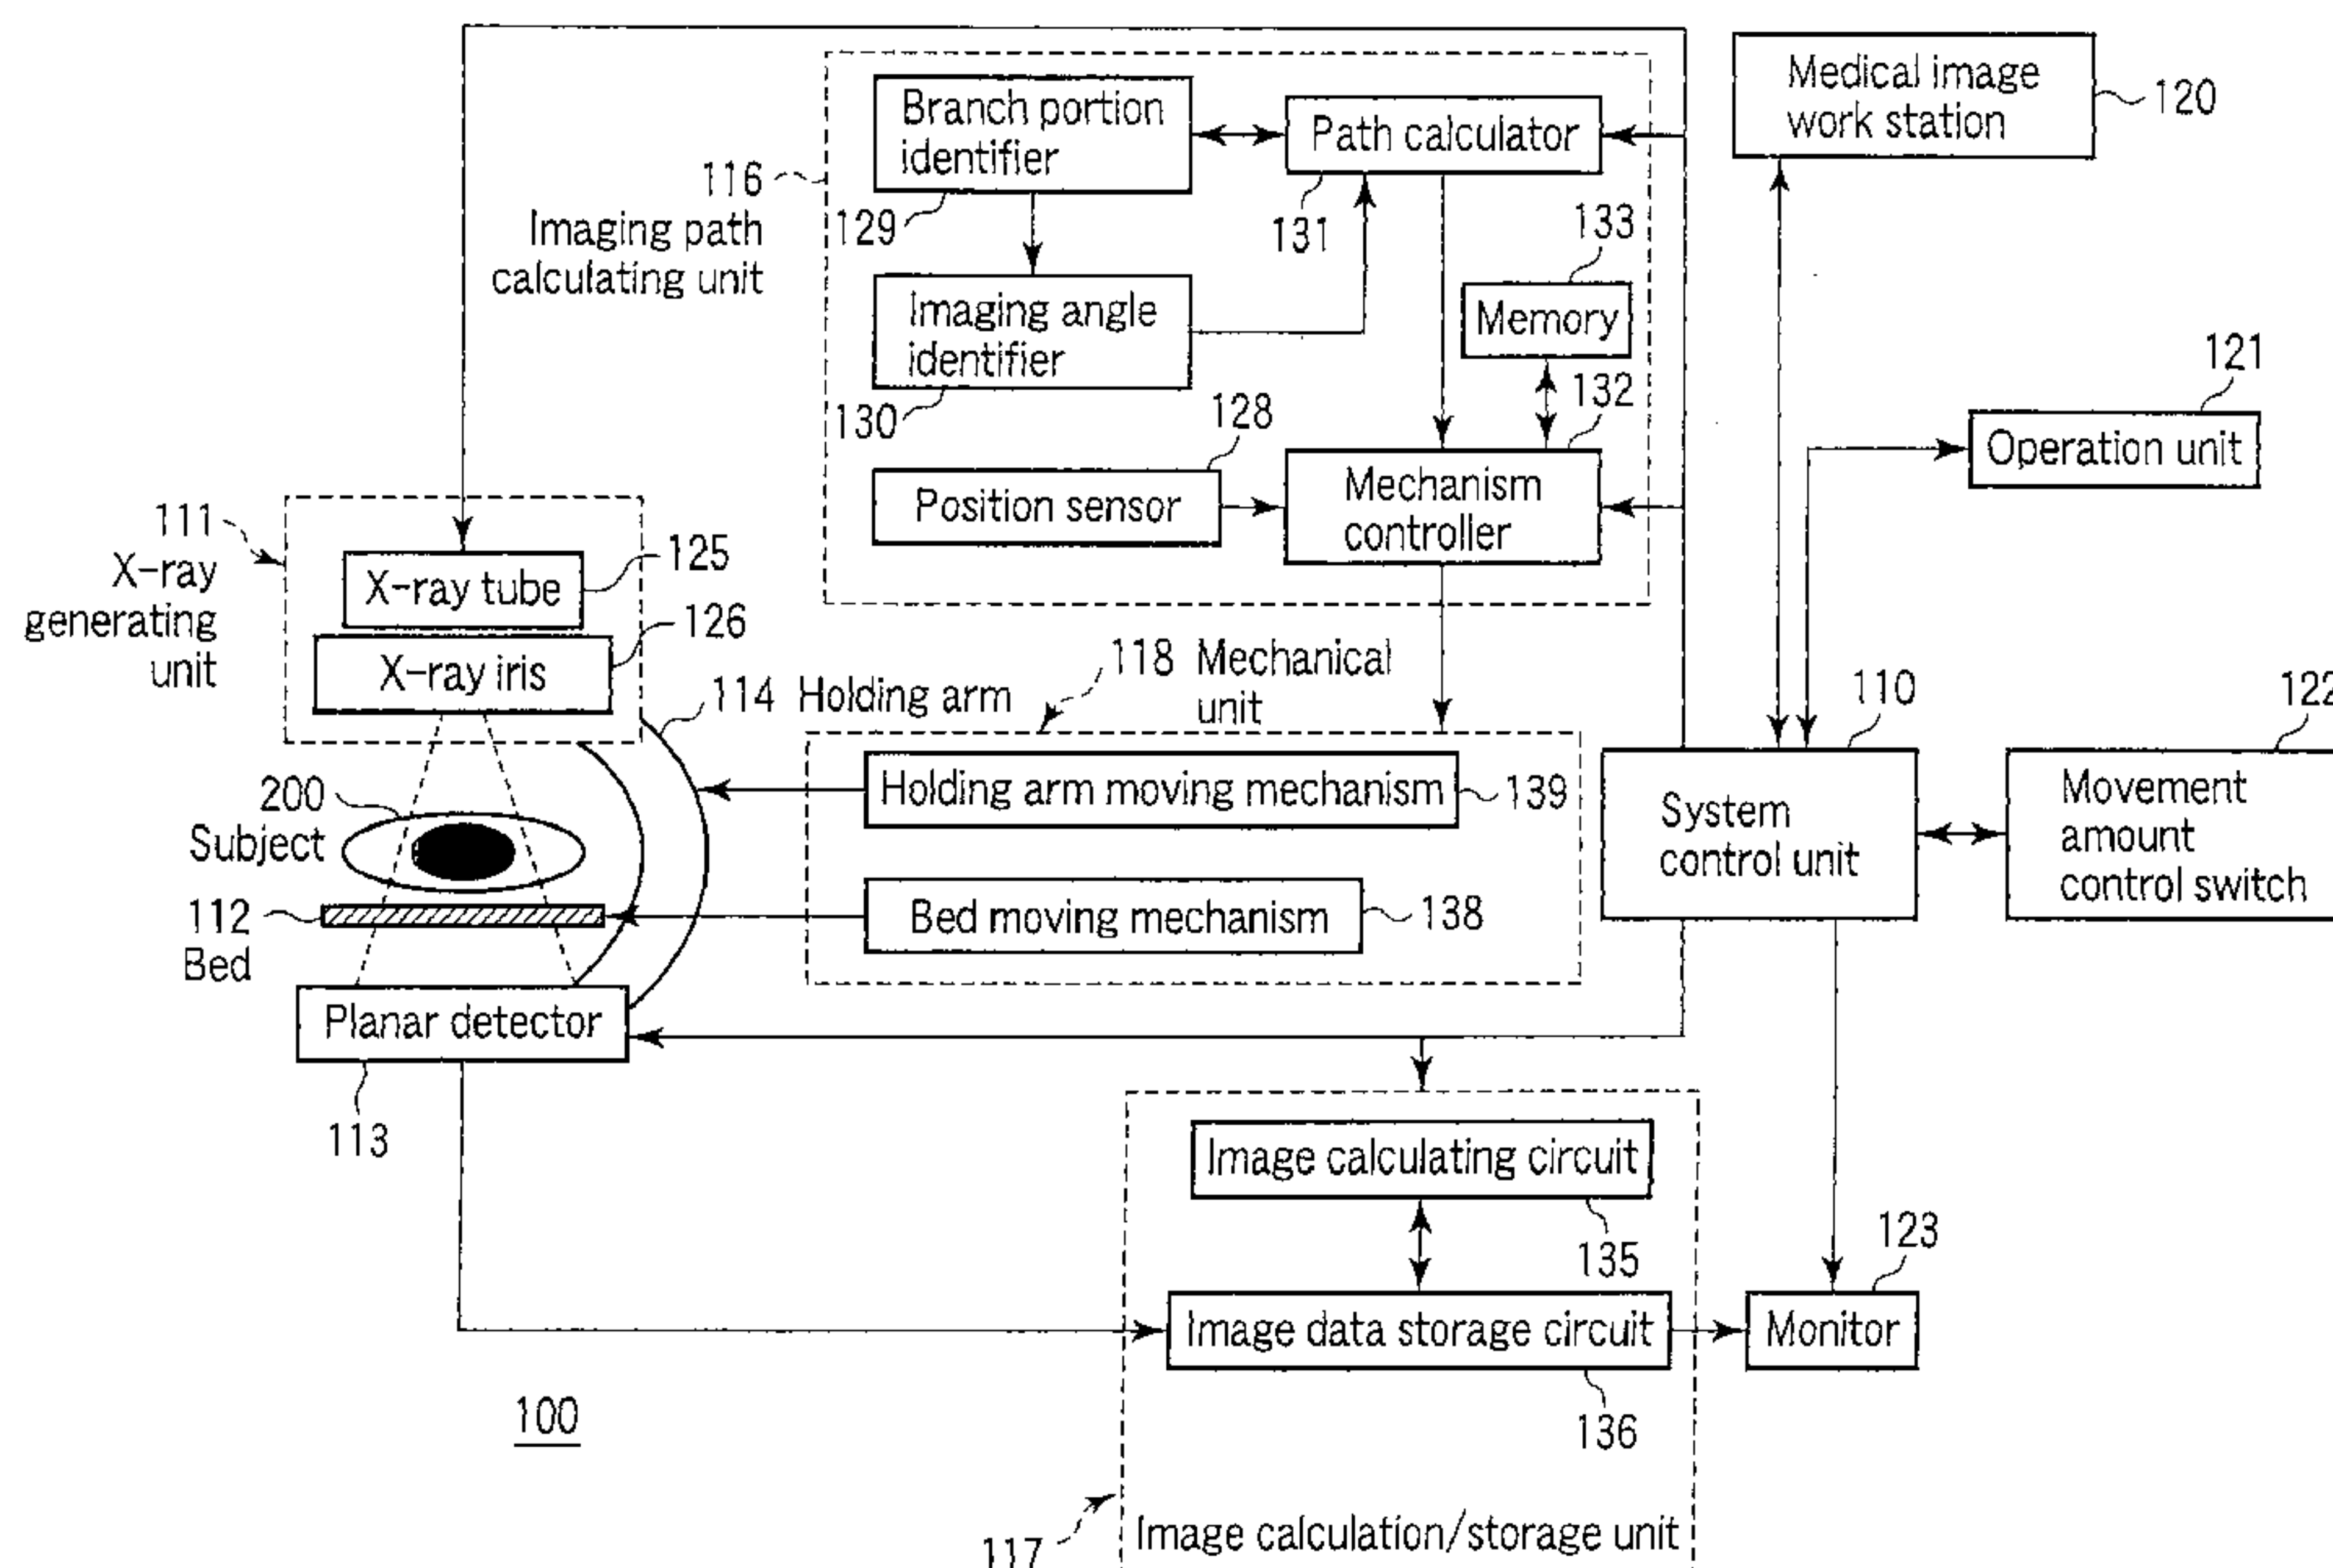 Medical image
work station
120
Branch portion
identifier
129
Path calculator
131
116
Imaging path
calculating unit
133
Memory
Imaging angle
identifier
130
121
Operation unit
128
132
Position sensor
Mechanism
controller
111
X-ray
generating
unit
125
X-ray tube
126
X-ray iris
114 Holding arm
118 Mechanical
unit
110
122
Holding arm moving mechanism
139
System
control unit
Movement
amount
control switch
200
Subject
112
Bed
Bed moving mechanism
138
Planar detector
113
Image calculating circuit
135
123
Image data storage circuit
Monitor
136
100
117
Image calculation/storage unit